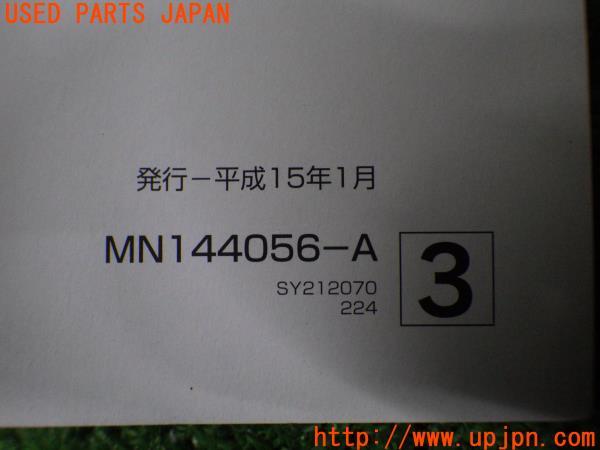 USED PARTS JAPAN
発行－平成15年1月
MN144056－A
3
SY212070
224
http://www.upjpn.com